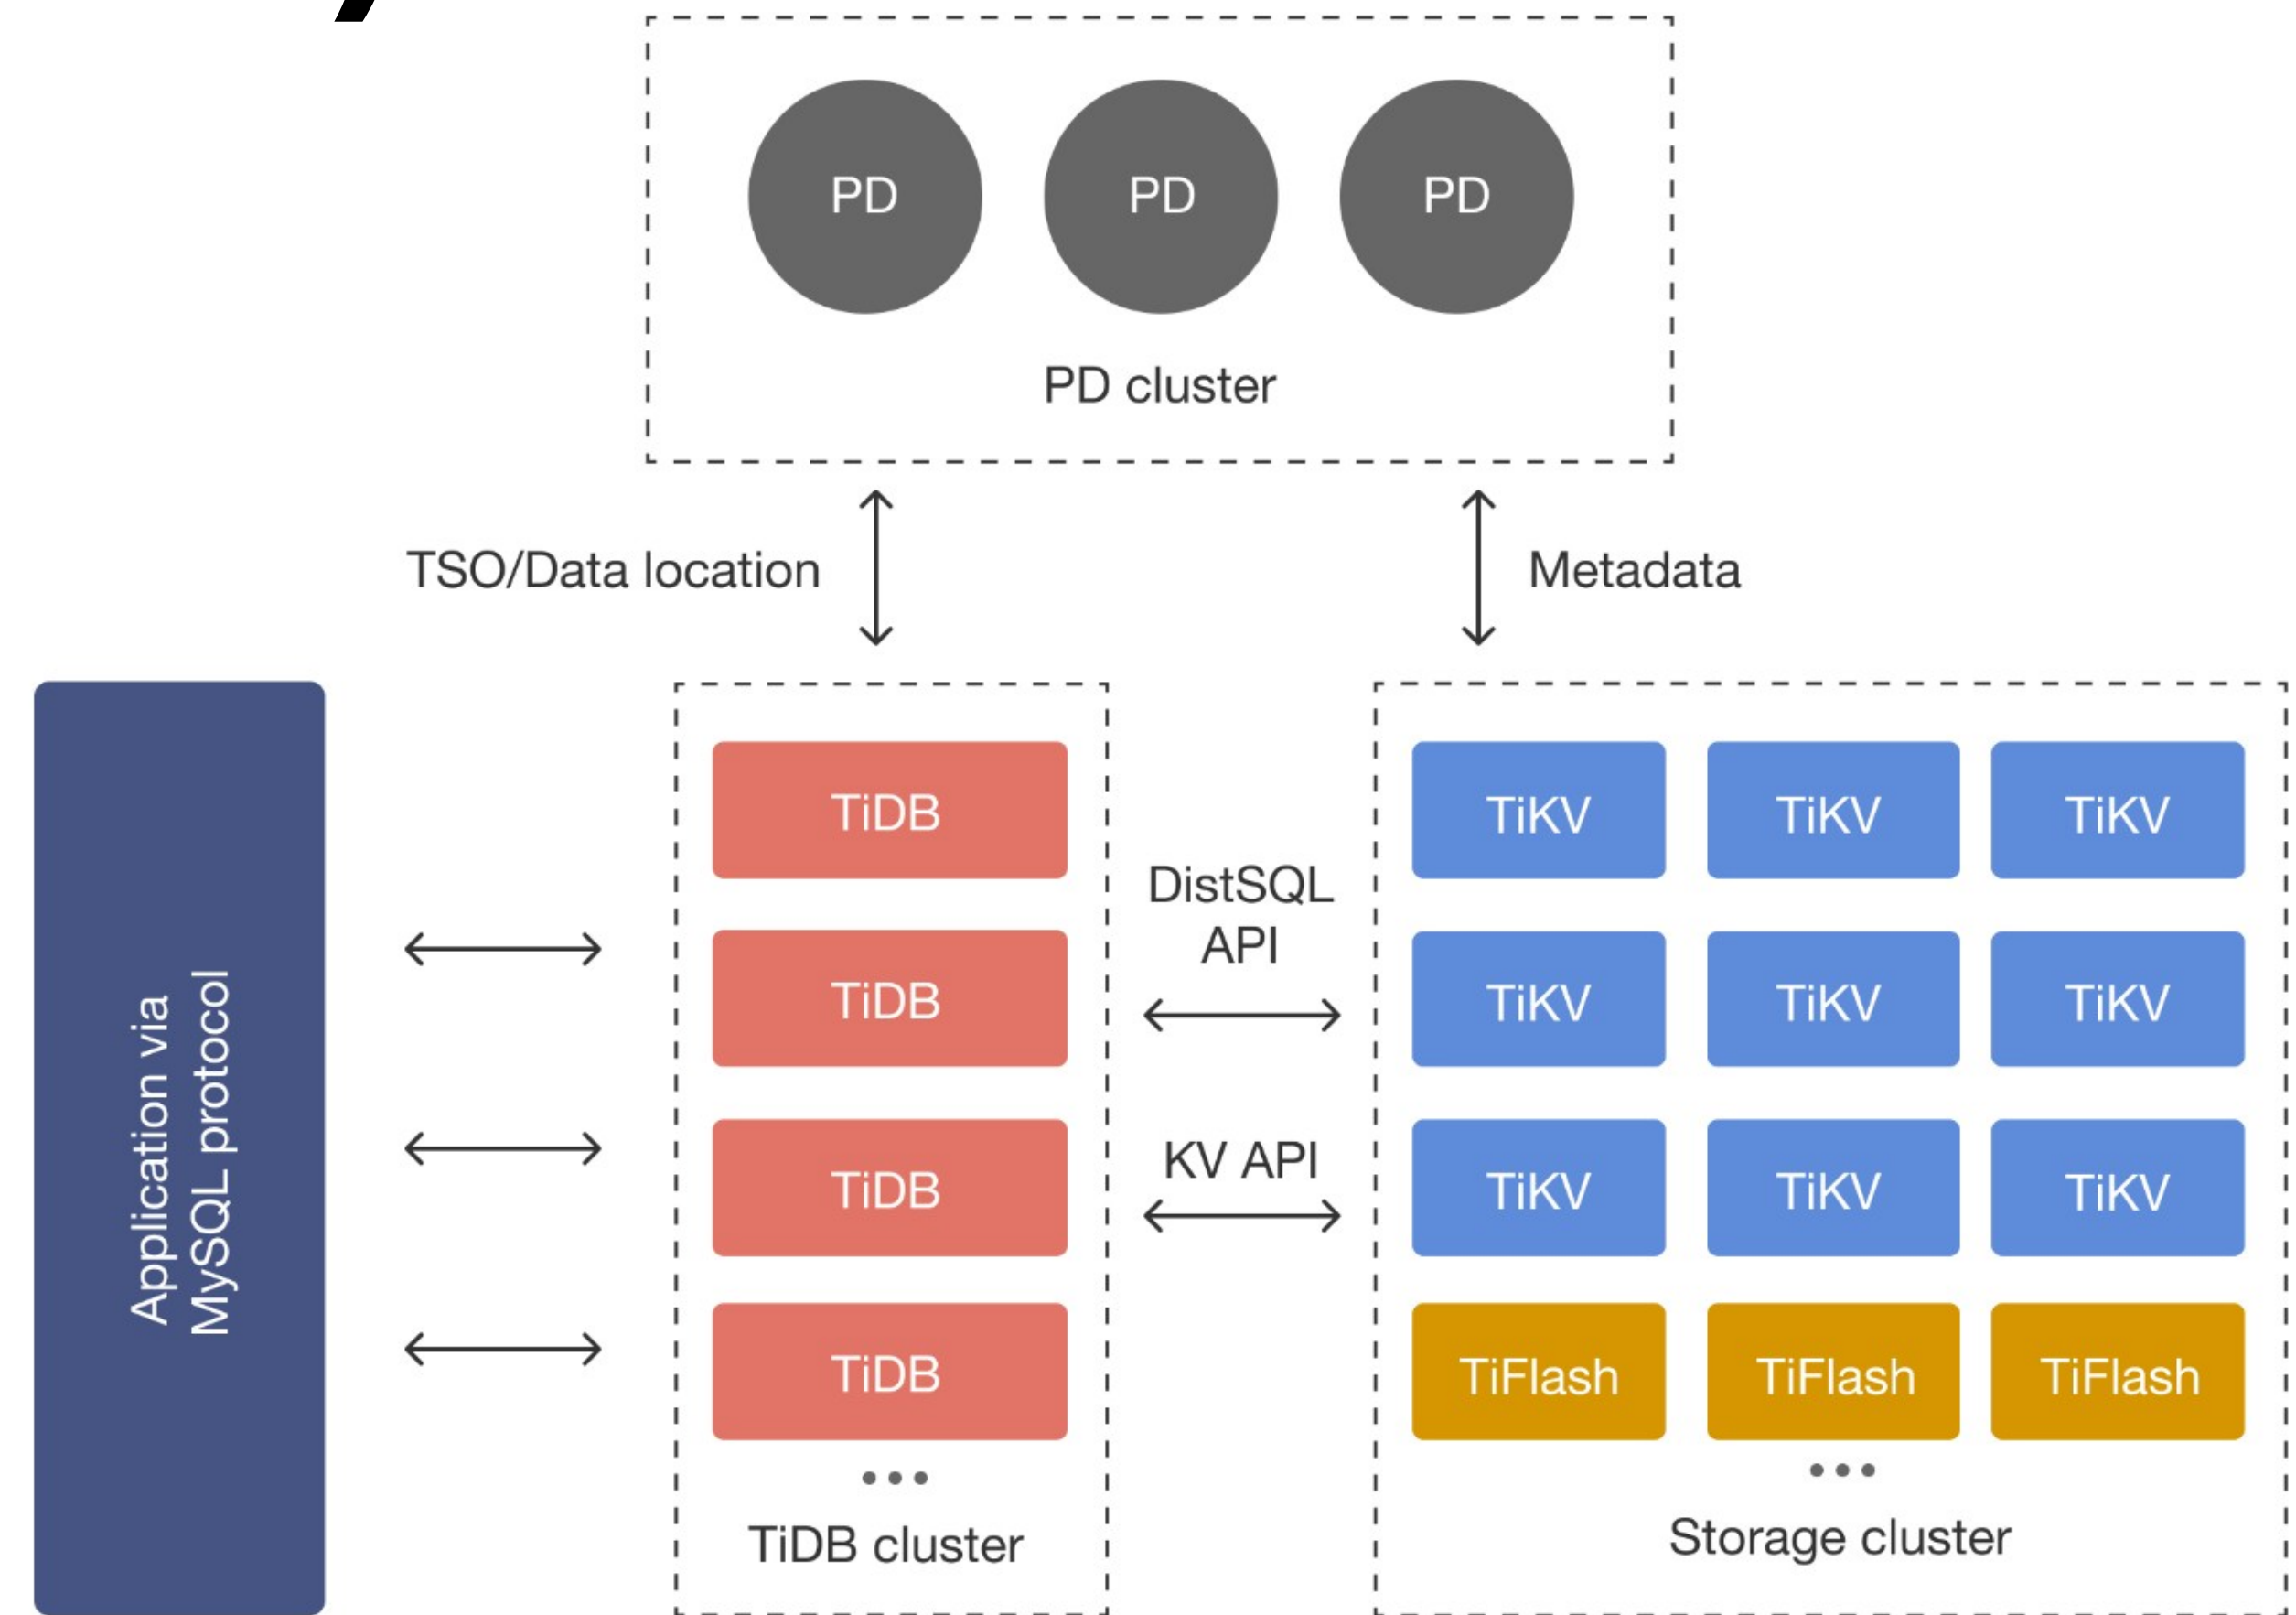 PD
PD
PD
PD cluster
TSO/Data location
Metadata
Application via
MySQL protocol
TiDB
TiDB
TiDB
TiDB
TiDB cluster
DistSQL
API
KV API
TiKV
TiKV
TiKV
TiKV
TiKV
TiKV
TiKV
TiKV
TiKV
TiFlash
TiFlash
TiFlash
Storage cluster